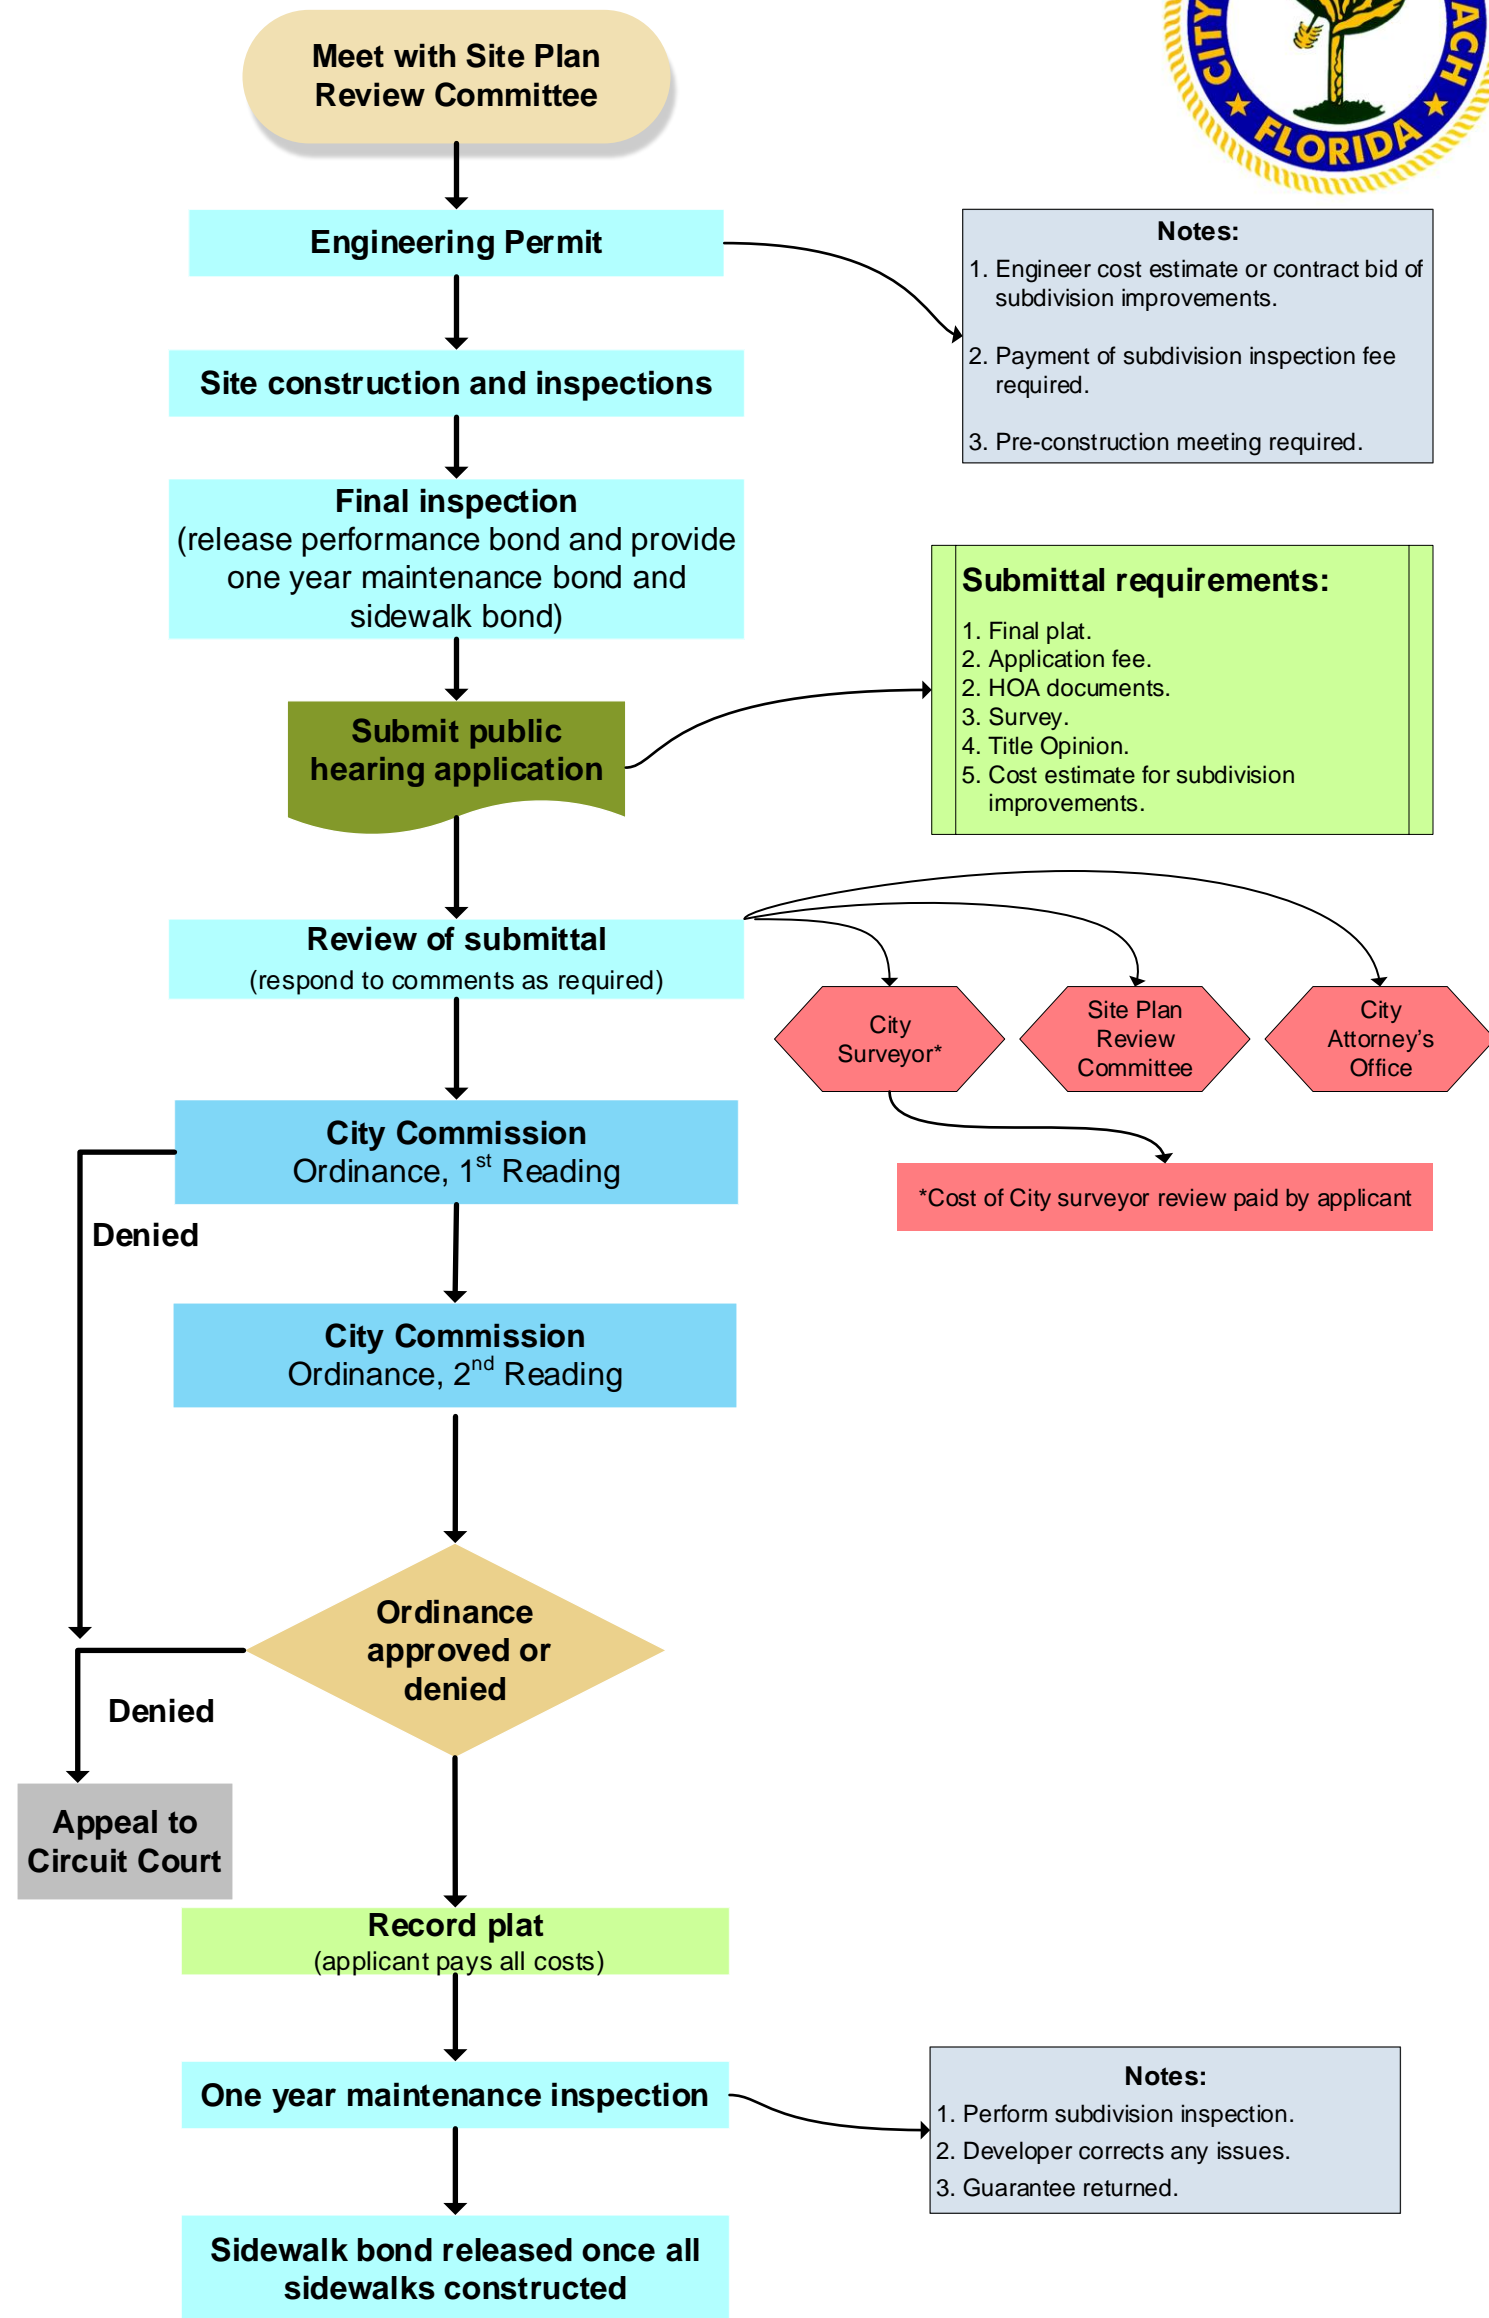 CITY
ACH
FLORIDA
Meet with Site Plan
Review Committee
Engineering Permit
Notes:
1. Engineer cost estimate or contract bid of
subdivision improvements.
2. Payment of subdivision inspection fee
required.
3. Pre-construction meeting required.
Site construction and inspections
Final inspection
(release performance bond and provide
one year maintenance bond and
sidewalk bond)
Submittal requirements:
1. Final plat.
2. Application fee.
2. HOA documents.
3. Survey.
4. Title Opinion.
5. Cost estimate for subdivision
improvements.
Submit public
hearing application
Review of submittal
(respond to comments as required)
City
Surveyor*
Site Plan
Review
Committee
City
Attorney’s
Office
*Cost of City surveyor review paid by applicant
City Commission
Ordinance, 1st Reading
Denied
City Commission
Ordinance, 2nd Reading
Ordinance
approved or
denied
Denied
Appeal to
Circuit Court
Record plat
(applicant pays all costs)
One year maintenance inspection
Notes:
1. Perform subdivision inspection.
2. Developer corrects any issues.
3. Guarantee returned.
Sidewalk bond released once all
sidewalks constructed